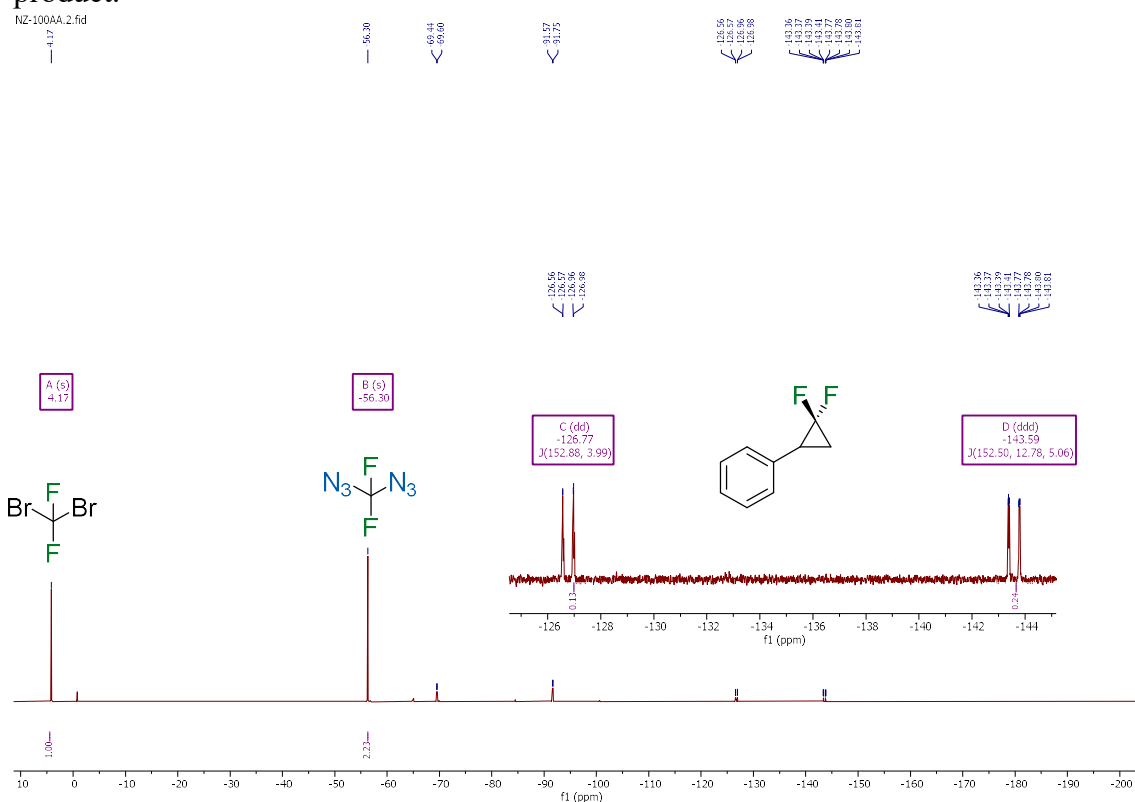 product.
NZ-100AA.2.fid
4.17
-56.30
-69.44
-69.60
-91.57
-91.75
-126.56
-126.57
-126.96
-126.98
-143.36
-143.37
-143.39
-143.41
-143.77
-143.78
-143.80
-143.81
-126.56
-126.57
-126.96
-126.98
-143.36
-143.37
-143.39
-143.41
-143.77
-143.78
-143.80
-143.81
A (s)
4.17
B (s)
-56.30
C (dd)
-126.77
J(152.88, 3.99)
D (ddd)
-143.59
J(152.50, 12.78, 5.06)
F
Br Br
F
F
N3 N3
F
F F
0.13
0.24
-126 -128 -130 -132 -134 -136 -138 -140 -142 -144
f1 (ppm)
1.00
2.23
10 0 -10 -20 -30 -40 -50 -60 -70 -80 -90 -100 -110 -120 -130 -140 -150 -160 -170 -180 -190 -200
f1 (ppm)